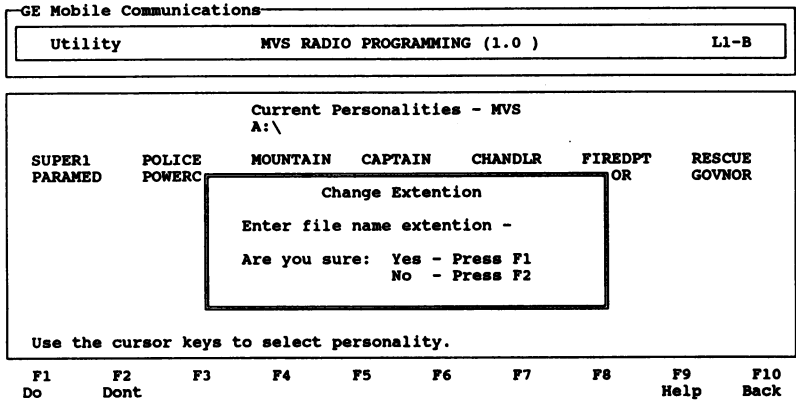 GE Mobile Communications
Utility MVS RADIO PROGRAMMING (1.0 ) L1-B
Current Personalities - MVS
A:\
SUPER1 POLICE MOUNTAIN CAPTAIN CHANDLR FIREDPT RESCUE
PARAMED POWERC OR GOVNOR
Change Extention
Enter file name extention -
Are you sure: Yes - Press F1
No - Press F2
Use the cursor keys to select personality.
F1 F2 F3 F4 F5 F6 F7 F8 F9 F10
Do Dont Help Back